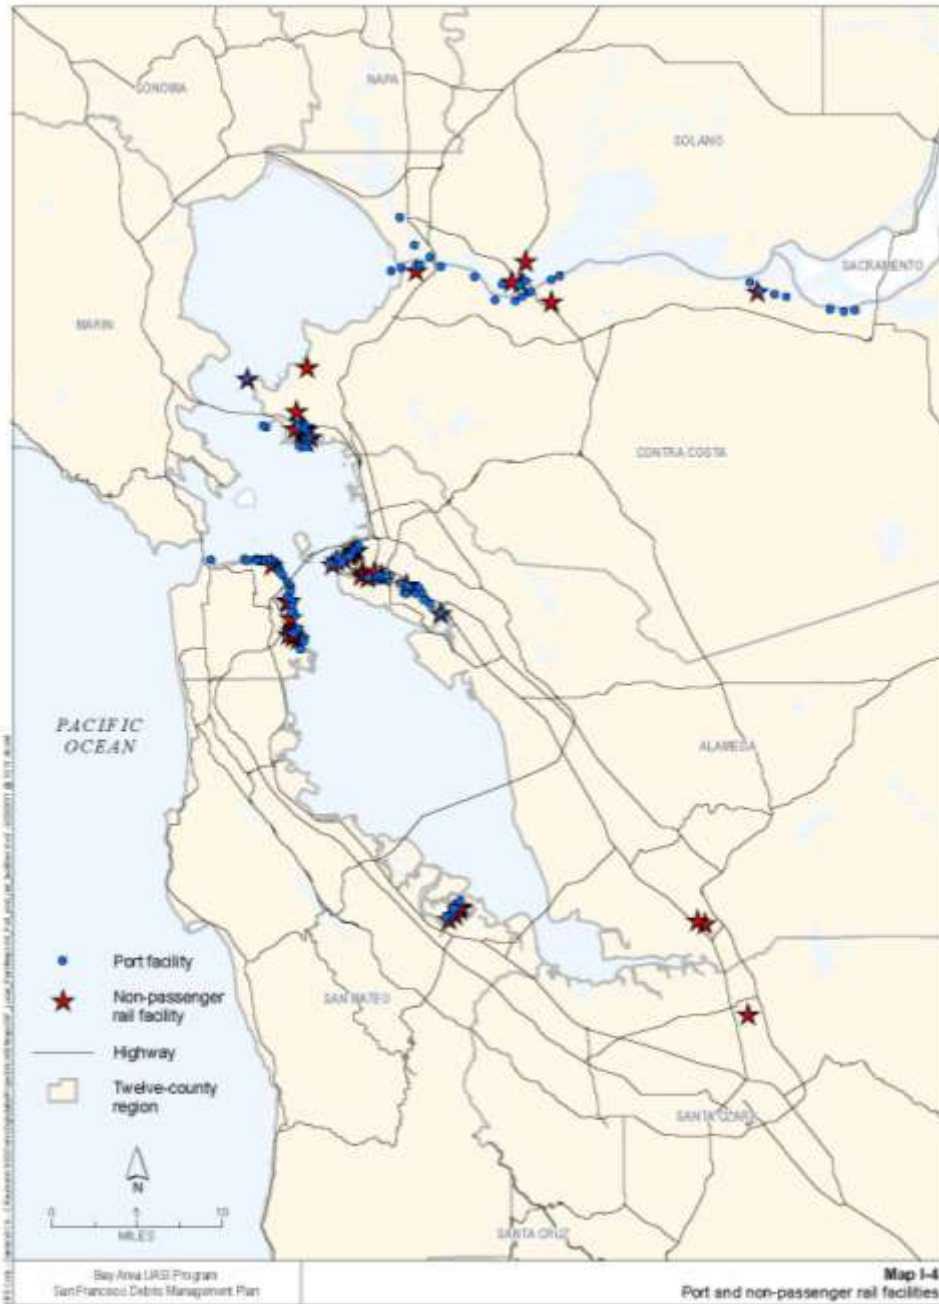 SONOMA
NAPA
SOLANO
SACRAMENTO
MARIN
CONTRA COSTA
PACIFIC
OCEAN
ALAMEDA
Port facility
Non-passenger
rail facility
SAN MATEO
Highway
Twelve-county
region
SANTA CLARA
N
0 5 10
MILES
SANTA CRUZ
Bay Area UASI Program
San Francisco Debris Management Plan
Map I-4
Port and non-passenger rail facilities